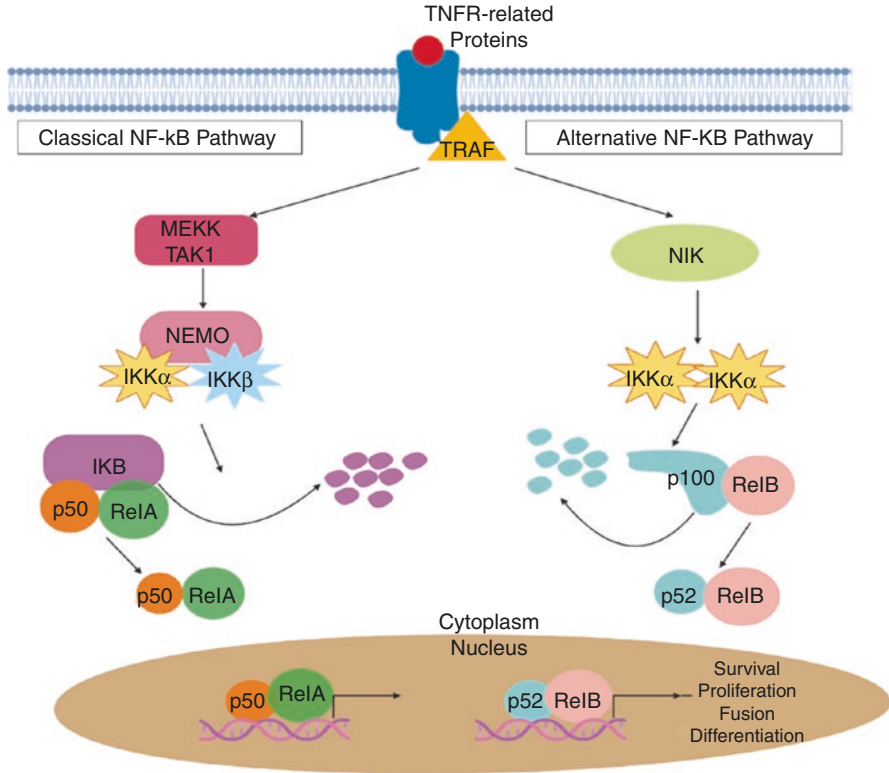 TNFR-related
Proteins
Classical NF-kB Pathway
Alternative NF-KB Pathway
TRAF
MEKK
TAK1
NIK
NEMO
IKKα
IKKβ
IKKα
IKKα
IKB
p50
RelA
p100
RelB
p50
RelA
p52
RelB
Cytoplasm
Nucleus
p50
RelA
p52
RelB
Survival
Proliferation
Fusion
Differentiation